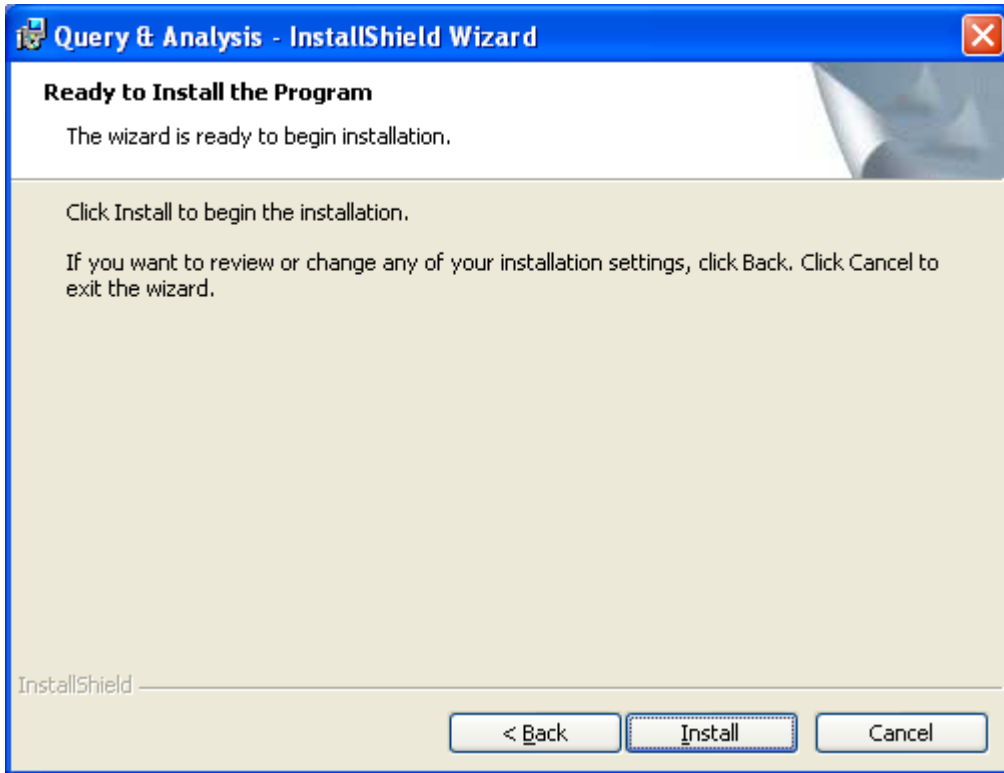 Query & Analysis - InstallShield Wizard
Ready to Install the Program
The wizard is ready to begin installation.
Click Install to begin the installation.
If you want to review or change any of your installation settings, click Back. Click Cancel to
exit the wizard.
InstallShield
< Back Install Cancel